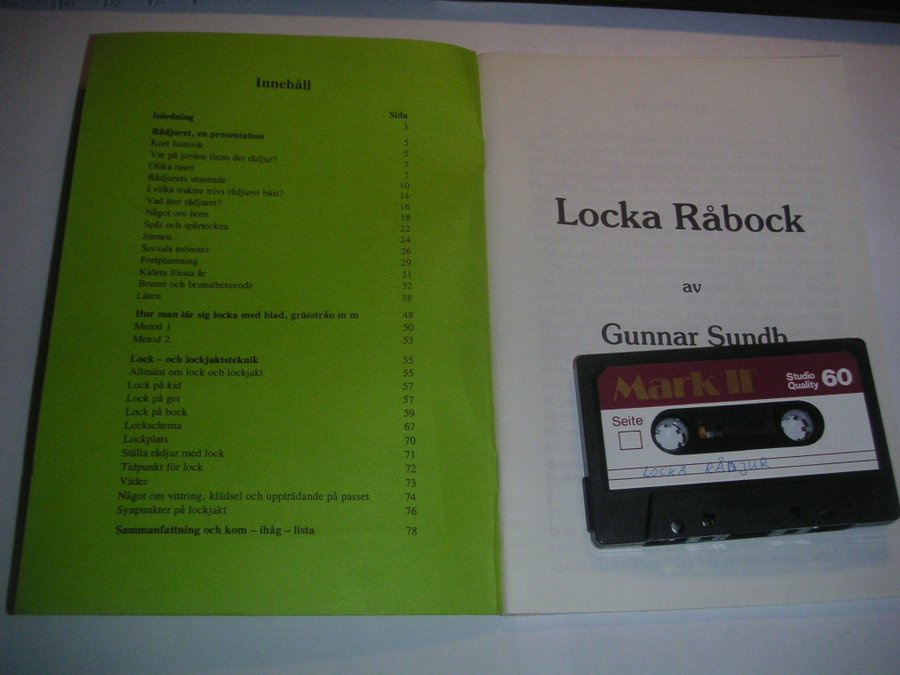 Innehåll
Sida
Inledning 3
Rådjuret, en presentation 5
Kort historik 5
Var på jorden finns det rådjur? 7
Olika raser 7
Rådjurets utseende 10
I vilka trakter trivs rådjuret bäst? 14
Vad äter rådjuret? 16
Något om horn 18
Spår och spårtecken 22
Sinnen 24
Sociala mönster 26
Fortplantning 29
Kidets första år 31
Brunst och brunstbeteende 32
Läten 38
Hur man lär sig locka med blad, grässtrån m m 48
Metod 1 50
Metod 2 53
Lock – och lockjaktsteknik 55
Allmänt om lock och lockjakt 55
Lock på kid 57
Lock på get 57
Lock på bock 59
Lockschema 67
Lockplats 70
Ställa rådjur med lock 71
Tidpunkt för lock 72
Väder 73
Något om vittring, klädsel och uppträdande på passet 74
Synpunkter på lockjakt 76
Sammanfattning och kom – ihåg – lista 78
Locka Råbock
av
Gunnar
Mark II
Studio Quality 60
Seite
LOCKA RÅDJUR